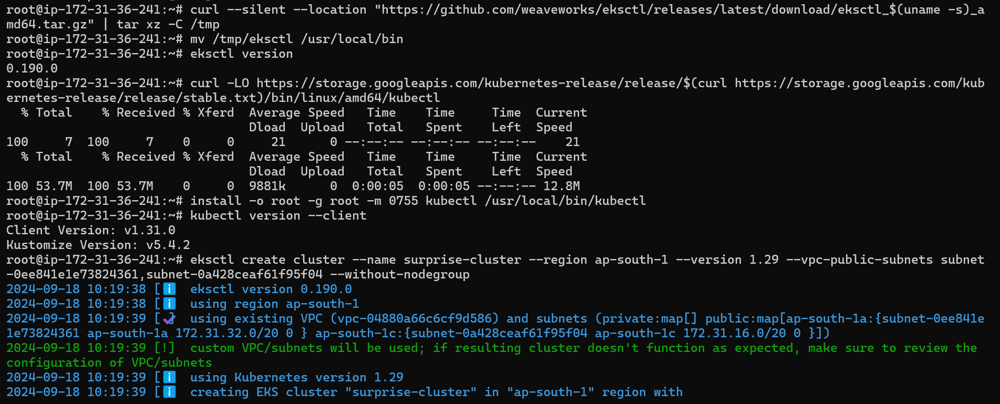 root@ip-172-31-36-241:~# curl --silent --location "https://github.com/weaveworks/eksctl/releases/latest/download/eksctl_$(uname -s)_a
md64.tar.gz" | tar xz -C /tmp
root@ip-172-31-36-241:~# mv /tmp/eksctl /usr/local/bin
root@ip-172-31-36-241:~# eksctl version
0.190.0
root@ip-172-31-36-241:~# curl -LO https://storage.googleapis.com/kubernetes-release/release/$(curl https://storage.googleapis.com/kub
ernetes-release/release/stable.txt)/bin/linux/amd64/kubectl
  % Total    % Received % Xferd  Average Speed   Time    Time     Time  Current
                                 Dload  Upload   Total   Spent    Left  Speed
100     7  100     7    0     0     21      0 --:--:-- --:--:-- --:--:--    21
  % Total    % Received % Xferd  Average Speed   Time    Time     Time  Current
                                 Dload  Upload   Total   Spent    Left  Speed
100 53.7M  100 53.7M    0     0  9881k      0  0:00:05  0:00:05 --:--:-- 12.8M
root@ip-172-31-36-241:~# install -o root -g root -m 0755 kubectl /usr/local/bin/kubectl
root@ip-172-31-36-241:~# kubectl version --client
Client Version: v1.31.0
Kustomize Version: v5.4.2
root@ip-172-31-36-241:~# eksctl create cluster --name surprise-cluster --region ap-south-1 --version 1.29 --vpc-public-subnets subnet
-0ee841e1e73824361,subnet-0a428ceaf61f95f04 --without-nodegroup
2024-09-18 10:19:38 [ℹ]  eksctl version 0.190.0
2024-09-18 10:19:38 [ℹ]  using region ap-south-1
2024-09-18 10:19:39 [✔]  using existing VPC (vpc-04880a66c6cf9d586) and subnets (private:map[] public:map[ap-south-1a:{subnet-0ee841e
1e73824361 ap-south-1a 172.31.32.0/20 0 } ap-south-1c:{subnet-0a428ceaf61f95f04 ap-south-1c 172.31.16.0/20 0 }])
2024-09-18 10:19:39 [!]  custom VPC/subnets will be used; if resulting cluster doesn't function as expected, make sure to review the
configuration of VPC/subnets
2024-09-18 10:19:39 [ℹ]  using Kubernetes version 1.29
2024-09-18 10:19:39 [ℹ]  creating EKS cluster "surprise-cluster" in "ap-south-1" region with